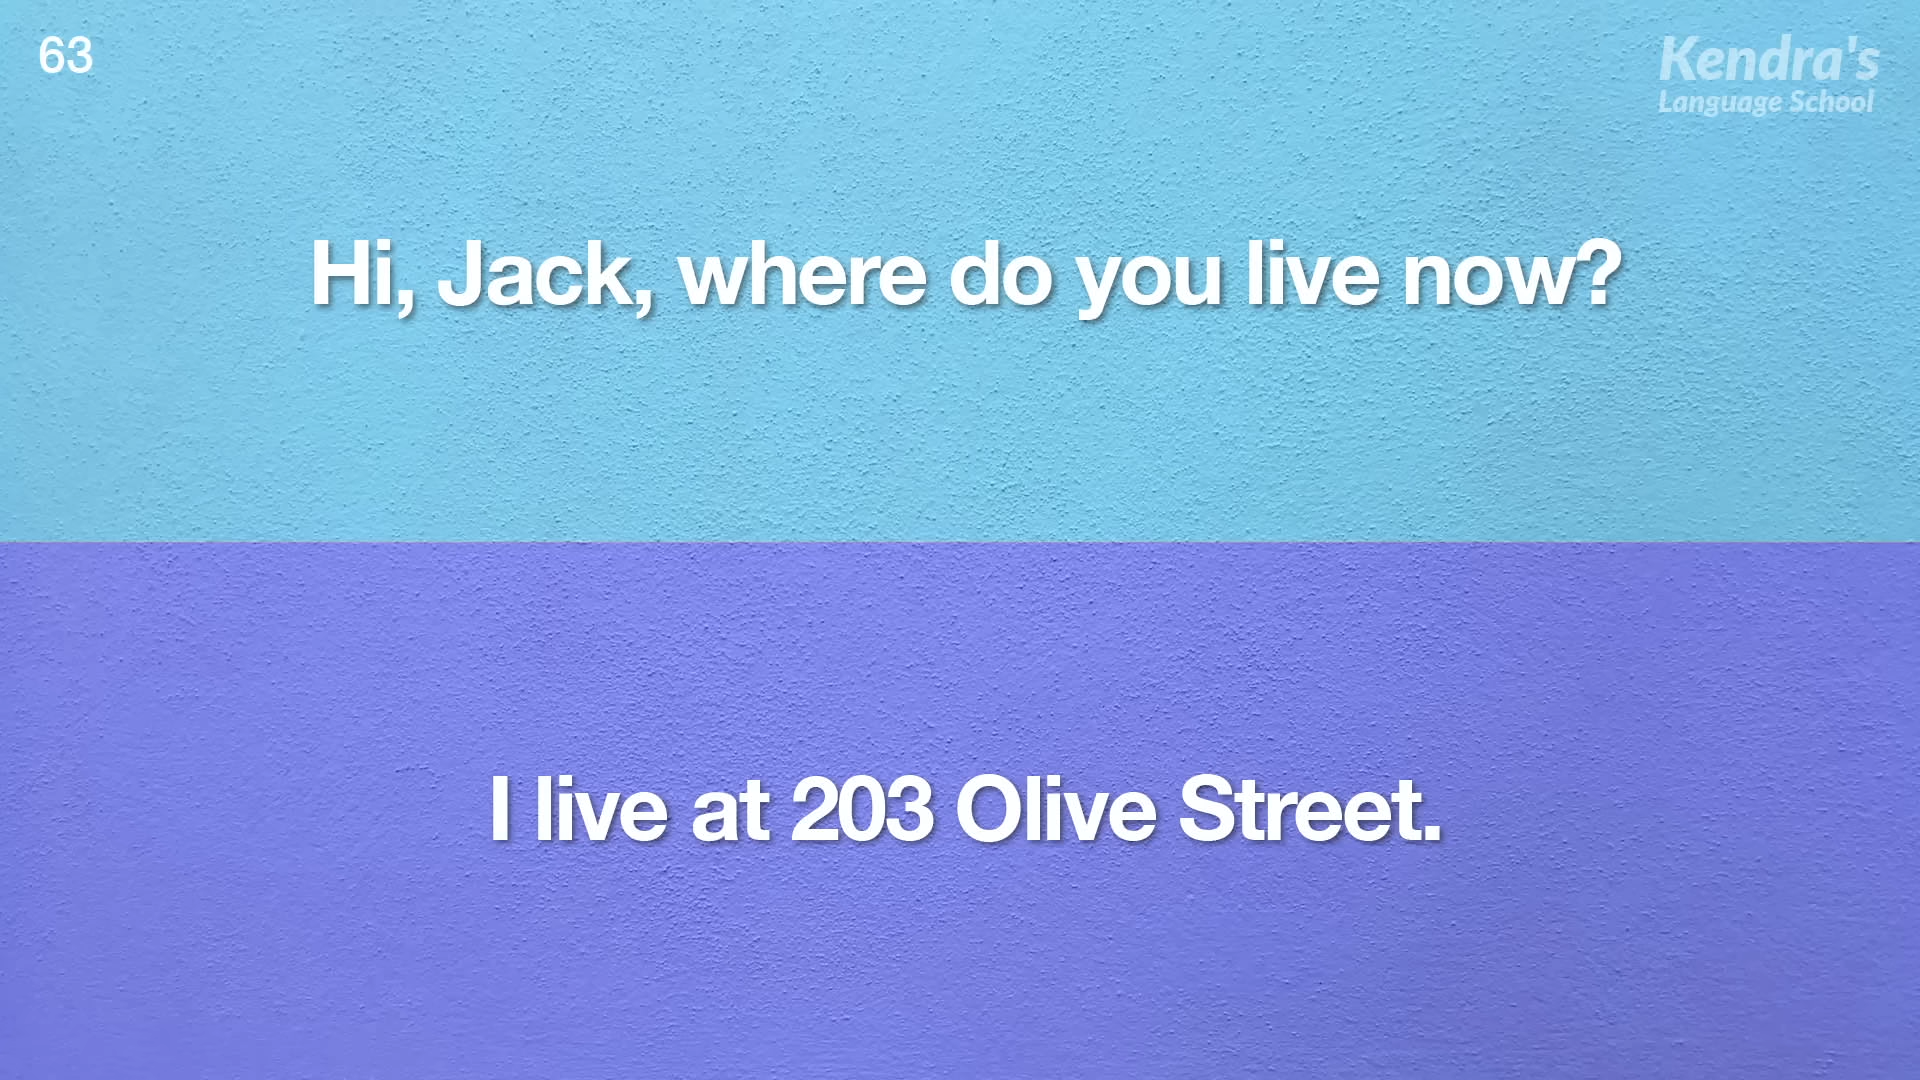 63
Kendra's
Language School
Hi, Jack, where do you live now?
I live at 203 Olive Street.